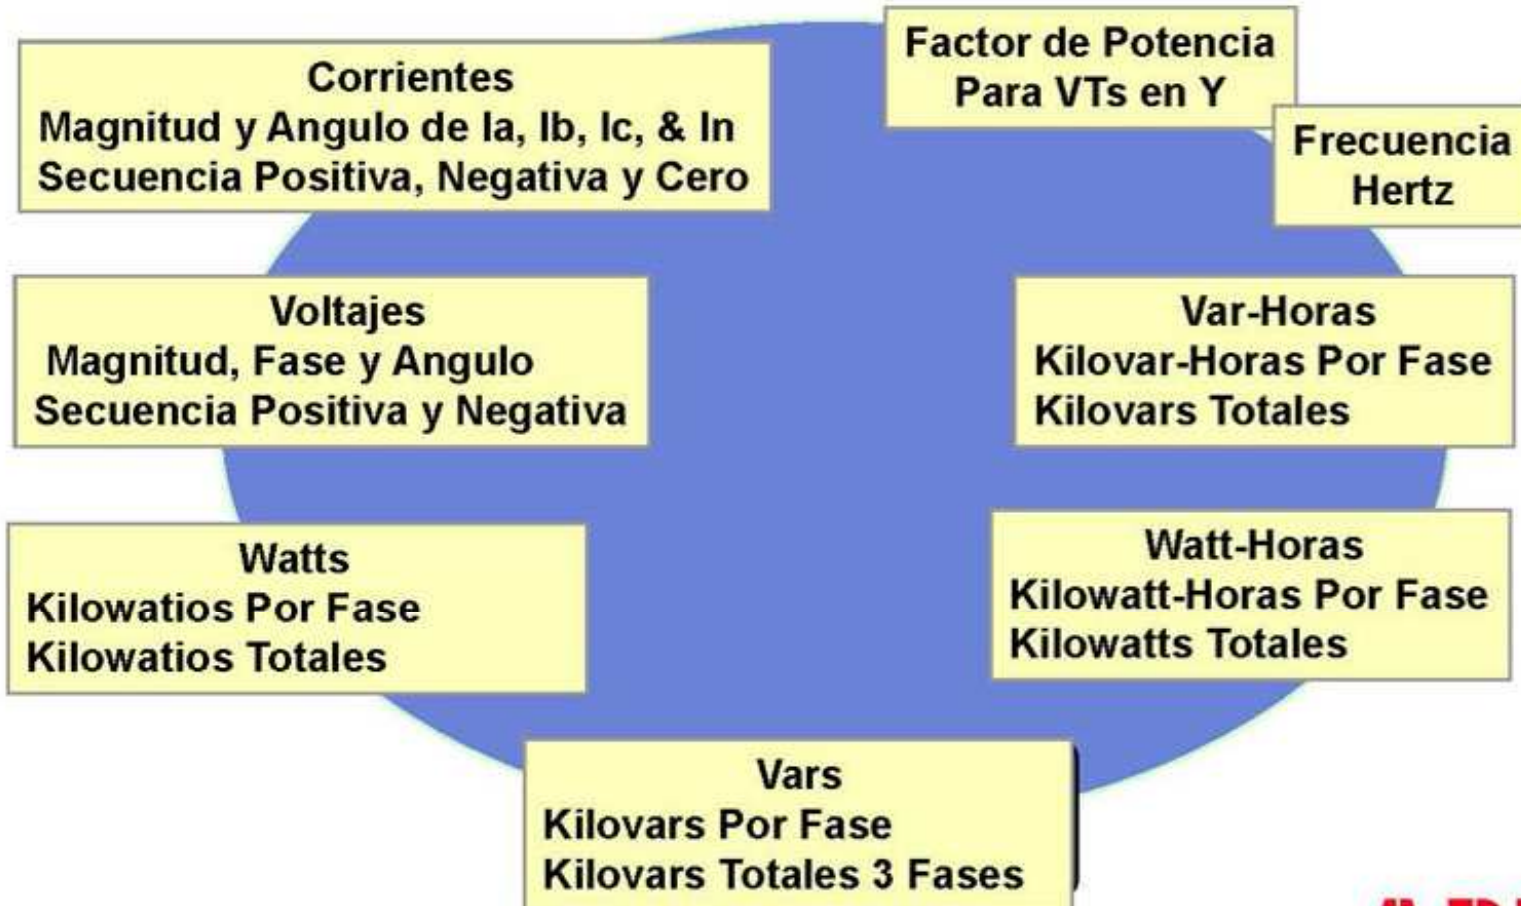 Corrientes
Magnitud y Angulo de Ia, Ib, Ic, & In
Secuencia Positiva, Negativa y Cero
Factor de Potencia
Para VTs en Y
Frecuencia
Hertz
Voltajes
Magnitud, Fase y Angulo
Secuencia Positiva y Negativa
Var-Horas
Kilovar-Horas Por Fase
Kilovars Totales
Watts
Kilowatios Por Fase
Kilowatios Totales
Watt-Horas
Kilowatt-Horas Por Fase
Kilowatts Totales
Vars
Kilovars Por Fase
Kilovars Totales 3 Fases